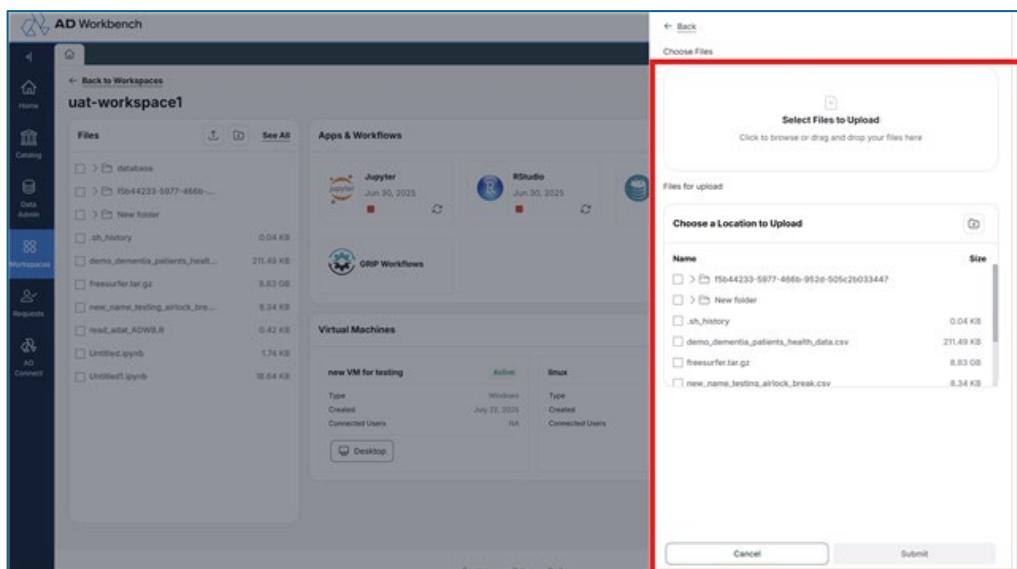 AD Workbench
Home
Catalog
Data
Admin
Workspaces
Requests
AD
Connect
← Back to Workspaces
uat-workspace1
Files
See All
> database
> f5b44233-5977-466b-...
> New folder
.sh_history 0.04 KB
demo_dementia_patients_healt... 211.49 KB
freesurfer.tar.gz 8.83 GB
new_name_testing_airlock_bre... 8.34 KB
read_adat_ADWB.R 0.42 KB
Untitled.ipynb 1.74 KB
Untitled1.ipynb 18.64 KB
Apps & Workflows
jupyter
Jupyter
Jun 30, 2025
R
RStudio
Jun 30, 2025
GRIP Workflows
Virtual Machines
new VM for testing Active
Type Windows
Created July 22, 2025
Connected Users NA
Desktop
linux
Type
Created
Connected Users
← Back
Choose Files
Select Files to Upload
Click to browse or drag and drop your files here
Files for upload
Choose a Location to Upload
Name Size
> f5b44233-5977-466b-952d-505c2b033447
> New folder
.sh_history 0.04 KB
demo_dementia_patients_health_data.csv 211.49 KB
freesurfer.tar.gz 8.83 GB
new_name_testing_airlock_break.csv 8.34 KB
Cancel
Submit